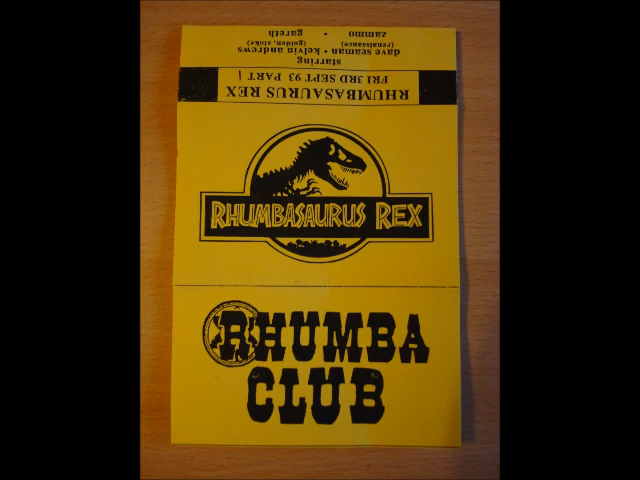 RHUMBASAURUS REX
FRI 3RD SEPT. 93 PART 1
starring
dave seaman • kelvin andrews
(renaissance) (golden, stoke)
zammo • gareth
RHUMBASAURUS REX
RHUMBA
CLUB